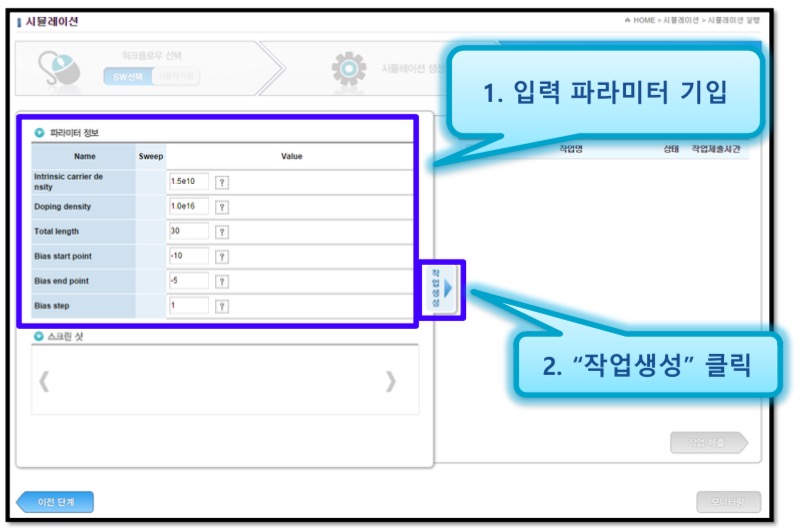 시뮬레이션
HOME > 시뮬레이션 > 시뮬레이션 실행
워크플로우 선택
SW선택
시뮬레이션 생성
1. 입력 파라미터 기입
파라미터 정보
Name Sweep Value
작업명 상태 작업제출시간
Intrinsic carrier de
nsity 1.5e10 ?
Doping density 1.0e16 ?
Total length 30 ?
Bias start point -10 ?
Bias end point -5 ?
Bias step 1 ?
작업생성
스크린 샷
2. “작업생성” 클릭
작업 제출
이전 단계
모니터링